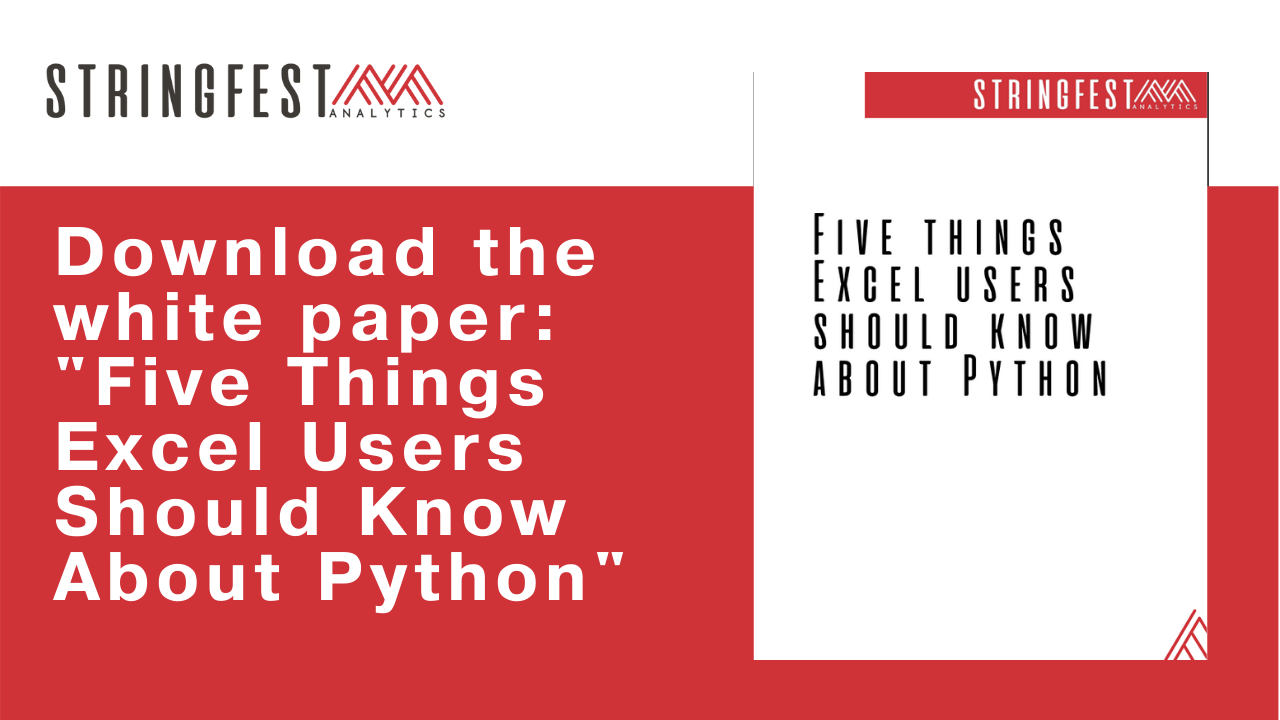 STRINGFEST
ANALYTICS
Download the
white paper:
"Five Things
Excel Users
Should Know
About Python"
STRINGFEST
ANALYTICS
Five things
Excel users
should know
about Python